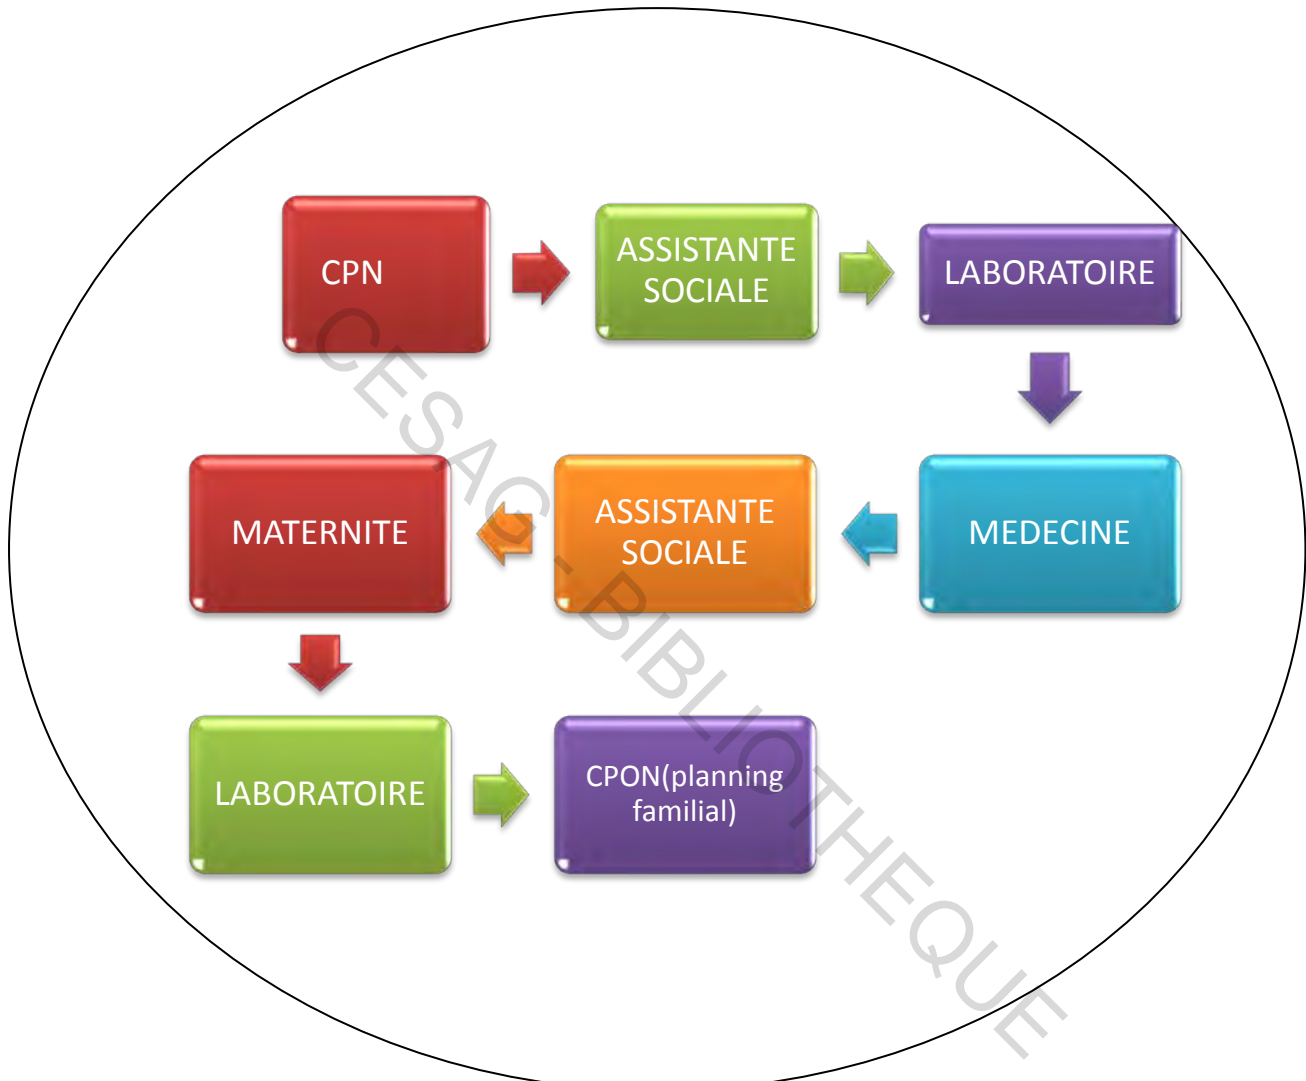 CPN
ASSISTANTE
SOCIALE
LABORATOIRE
MATERNITE
ASSISTANTE
SOCIALE
MEDECINE
LABORATOIRE
CPON(planning
familial)
CESAG - BIBLIOTHEQUE